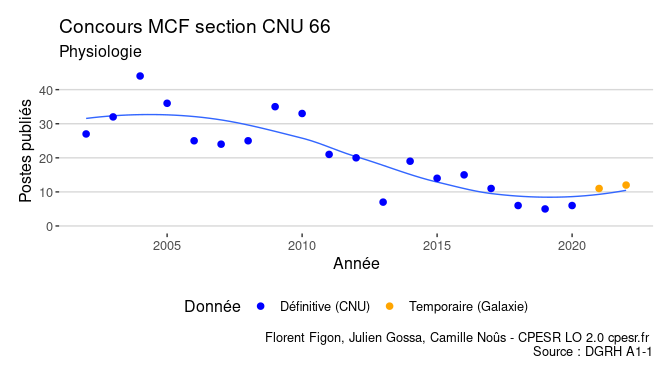 Concours MCF section CNU 66
Physiologie
Postes publiés
40
30
20
10
0
2005 2010 2015 2020
Année
Donnée Définitive (CNU) Temporaire (Galaxie)
Florent Figon, Julien Gossa, Camille Noûs - CPESR LO 2.0 cpesr.fr
Source : DGRH A1-1